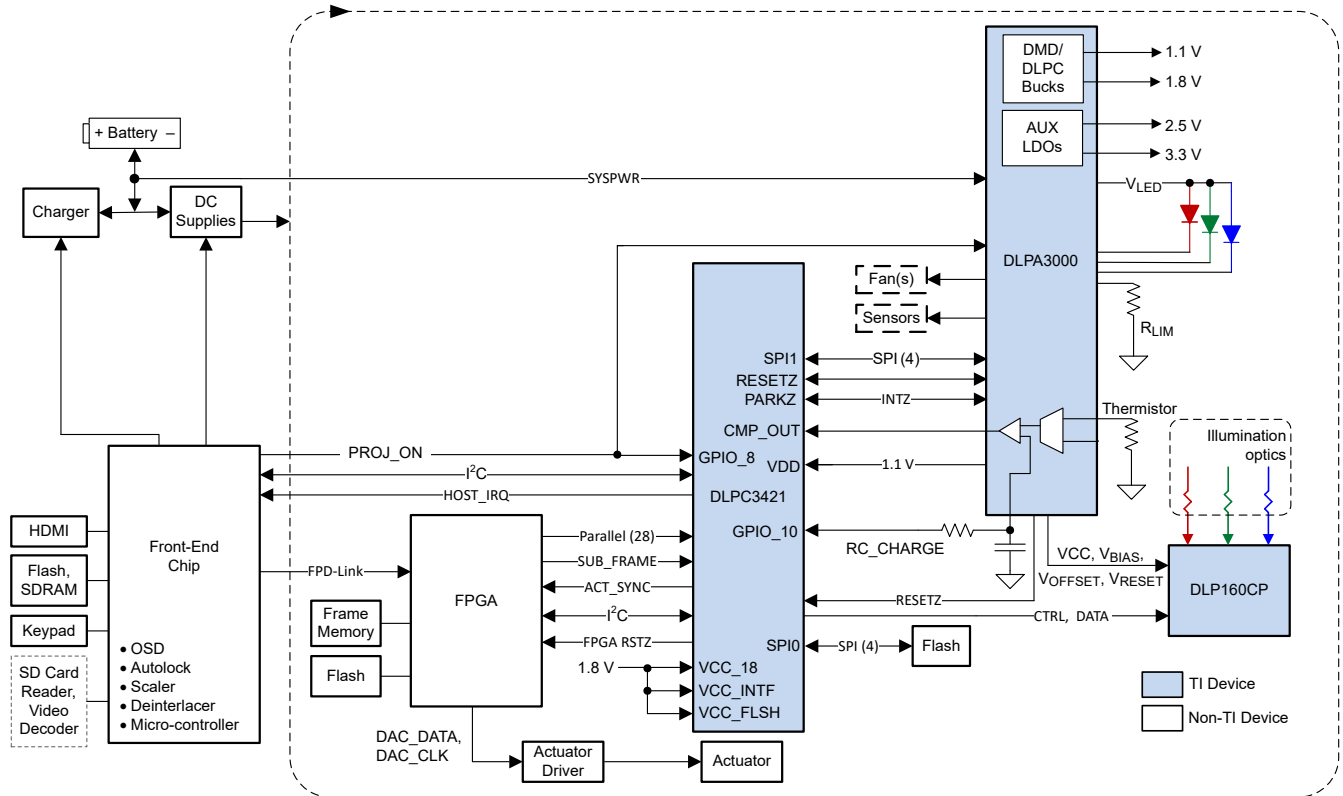 + Battery –
Charger
DC
Supplies
SYSPWR
DMD/
DLPC
Bucks
1.1 V
1.8 V
AUX
LDOs
2.5 V
3.3 V
VLED
DLPA3000
Fan(s)
Sensors
RLIM
SPI1
SPI (4)
RESETZ
PARKZ
INTZ
CMP_OUT
Thermistor
Illumination
optics
PROJ_ON
GPIO_8
VDD
1.1 V
I2C
HOST_IRQ
DLPC3421
HDMI
Flash,
SDRAM
Keypad
SD Card
Reader,
Video
Decoder
Front-End
Chip
• OSD
• Autolock
• Scaler
• Deinterlacer
• Micro-controller
FPD-Link
FPGA
Frame
Memory
Flash
Parallel (28)
SUB_FRAME
ACT_SYNC
I2C
FPGA RSTZ
GPIO_10
RC_CHARGE
VCC, VBIAS,
VOFFSET, VRESET
DLP160CP
RESETZ
CTRL, DATA
SPI0
SPI (4)
Flash
1.8 V
VCC_18
VCC_INTF
VCC_FLSH
DAC_DATA,
DAC_CLK
Actuator
Driver
Actuator
TI Device
Non-TI Device